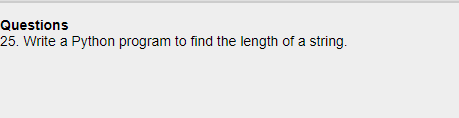 Questions
25. Write a Python program to find the length of a string.